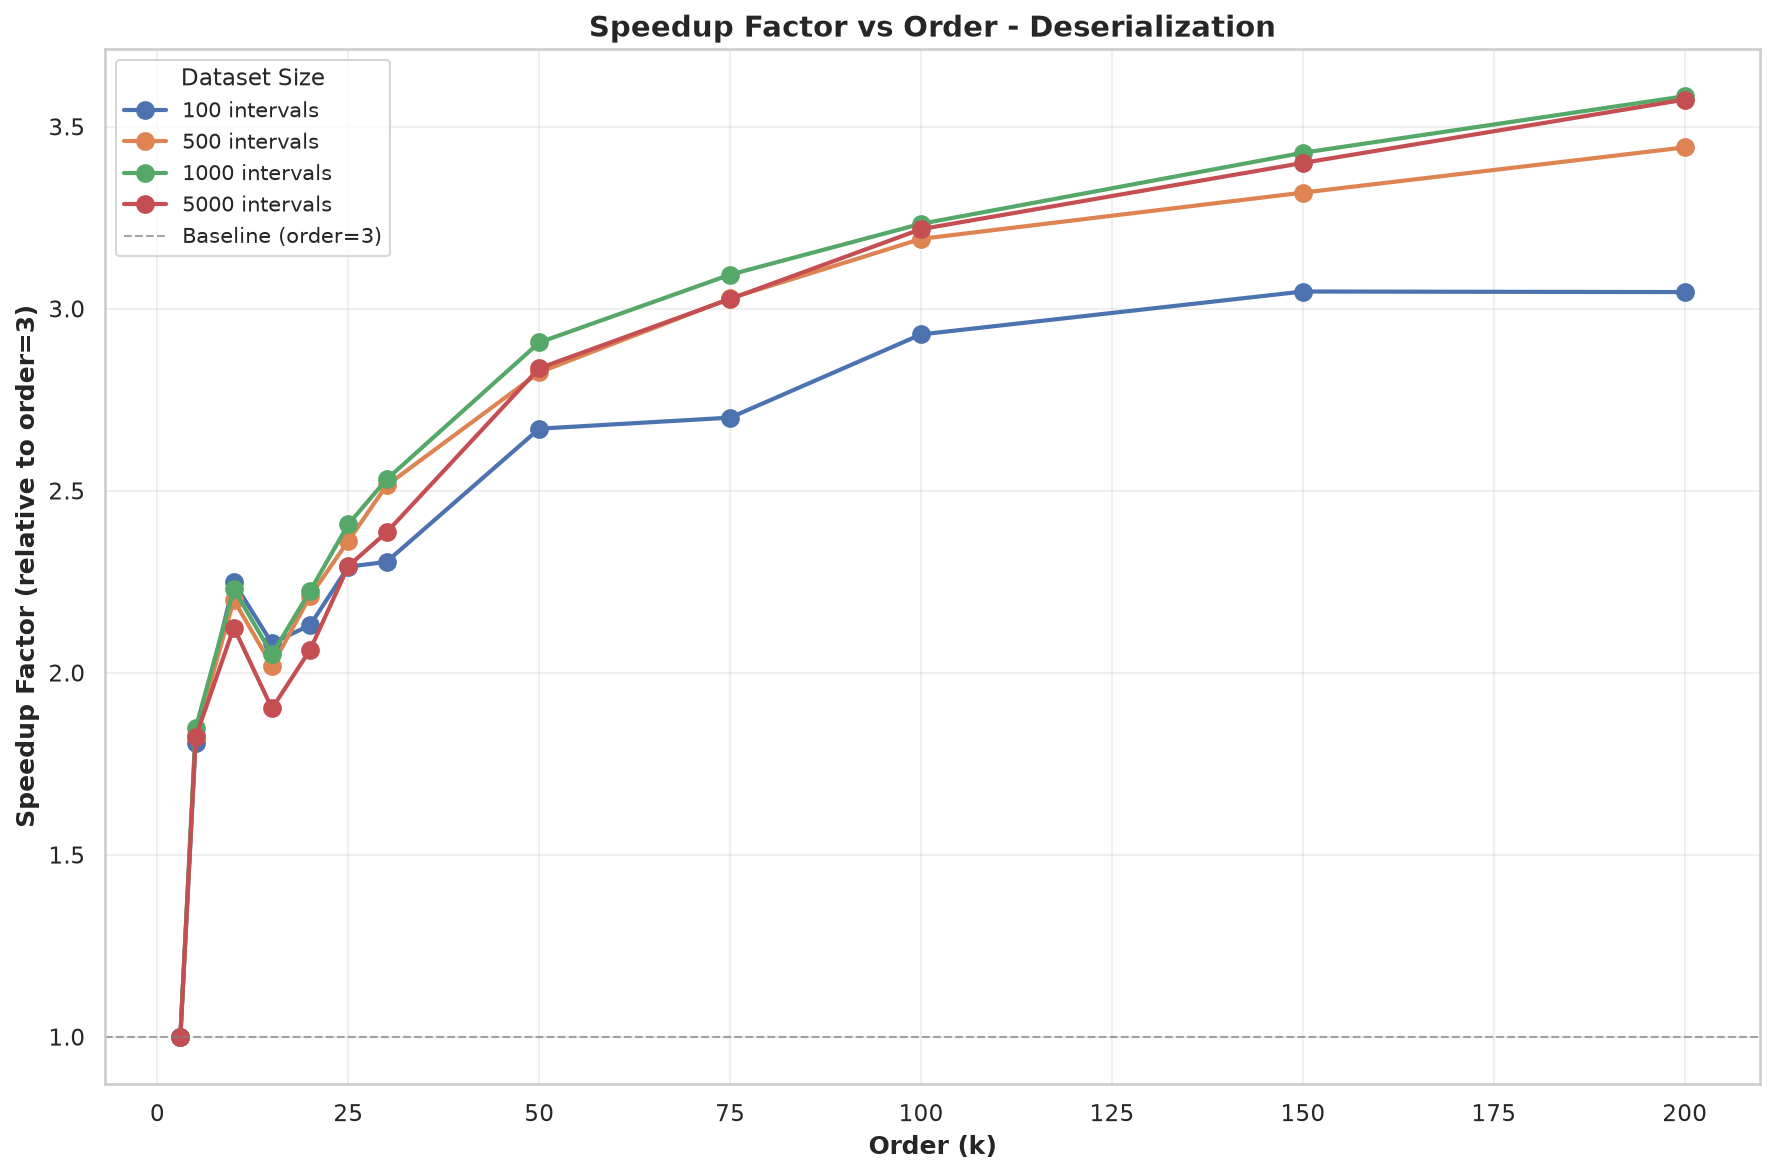 Speedup Factor vs Order - Deserialization
Dataset Size
100 intervals
500 intervals
1000 intervals
5000 intervals
Baseline (order=3)
Speedup Factor (relative to order=3)
3.5
3.0
2.5
2.0
1.5
1.0
0 25 50 75 100 125 150 175 200
Order (k)